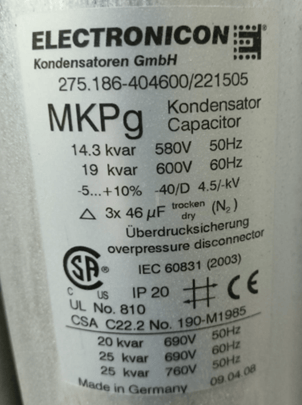 ELECTRONICON
Kondensatoren GmbH
275.186-404600/221505
MKPg Kondensator
Capacitor
14.3 kvar 580V 50Hz
19 kvar 600V 60Hz
-5...+10% -40/D 4.5/-kV
△ 3x 46 µF trocken (N₂)
dry
Überdrucksicherung
overpressure disconnector
IEC 60831 (2003)
SA
C US IP 20 CE
UL No. 810
CSA C22.2 No. 190-M1985
20 kvar 690V 50Hz
25 kvar 690V 60Hz
25 kvar 760V 50Hz
Made in Germany 09.04.08